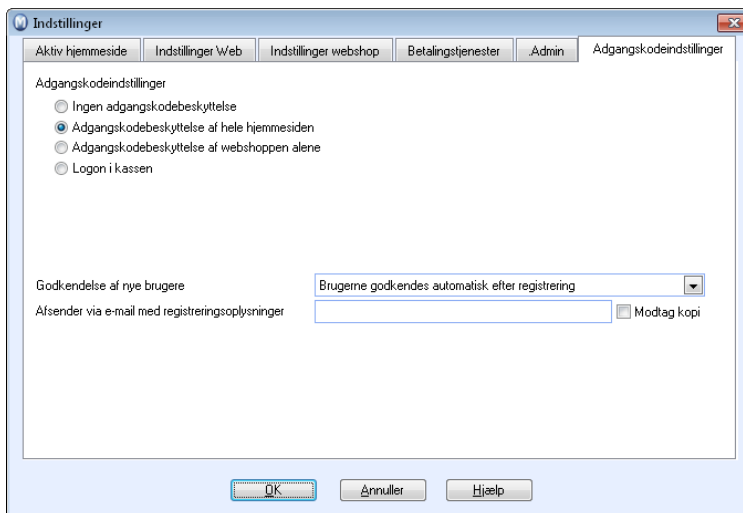 Indstillinger
Aktiv hjemmeside Indstillinger Web Indstillinger webshop Betalingstjenester .Admin Adgangskodeindstillinger
Adgangskodeindstillinger
Ingen adgangskodebeskyttelse
Adgangskodebeskyttelse af hele hjemmesiden
Adgangskodebeskyttelse af webshoppen alene
Logon i kassen
Godkendelse af nye brugere Brugerne godkendes automatisk efter registrering
Afsender via e-mail med registreringsoplysninger Modtag kopi
OK Annuller Hjælp